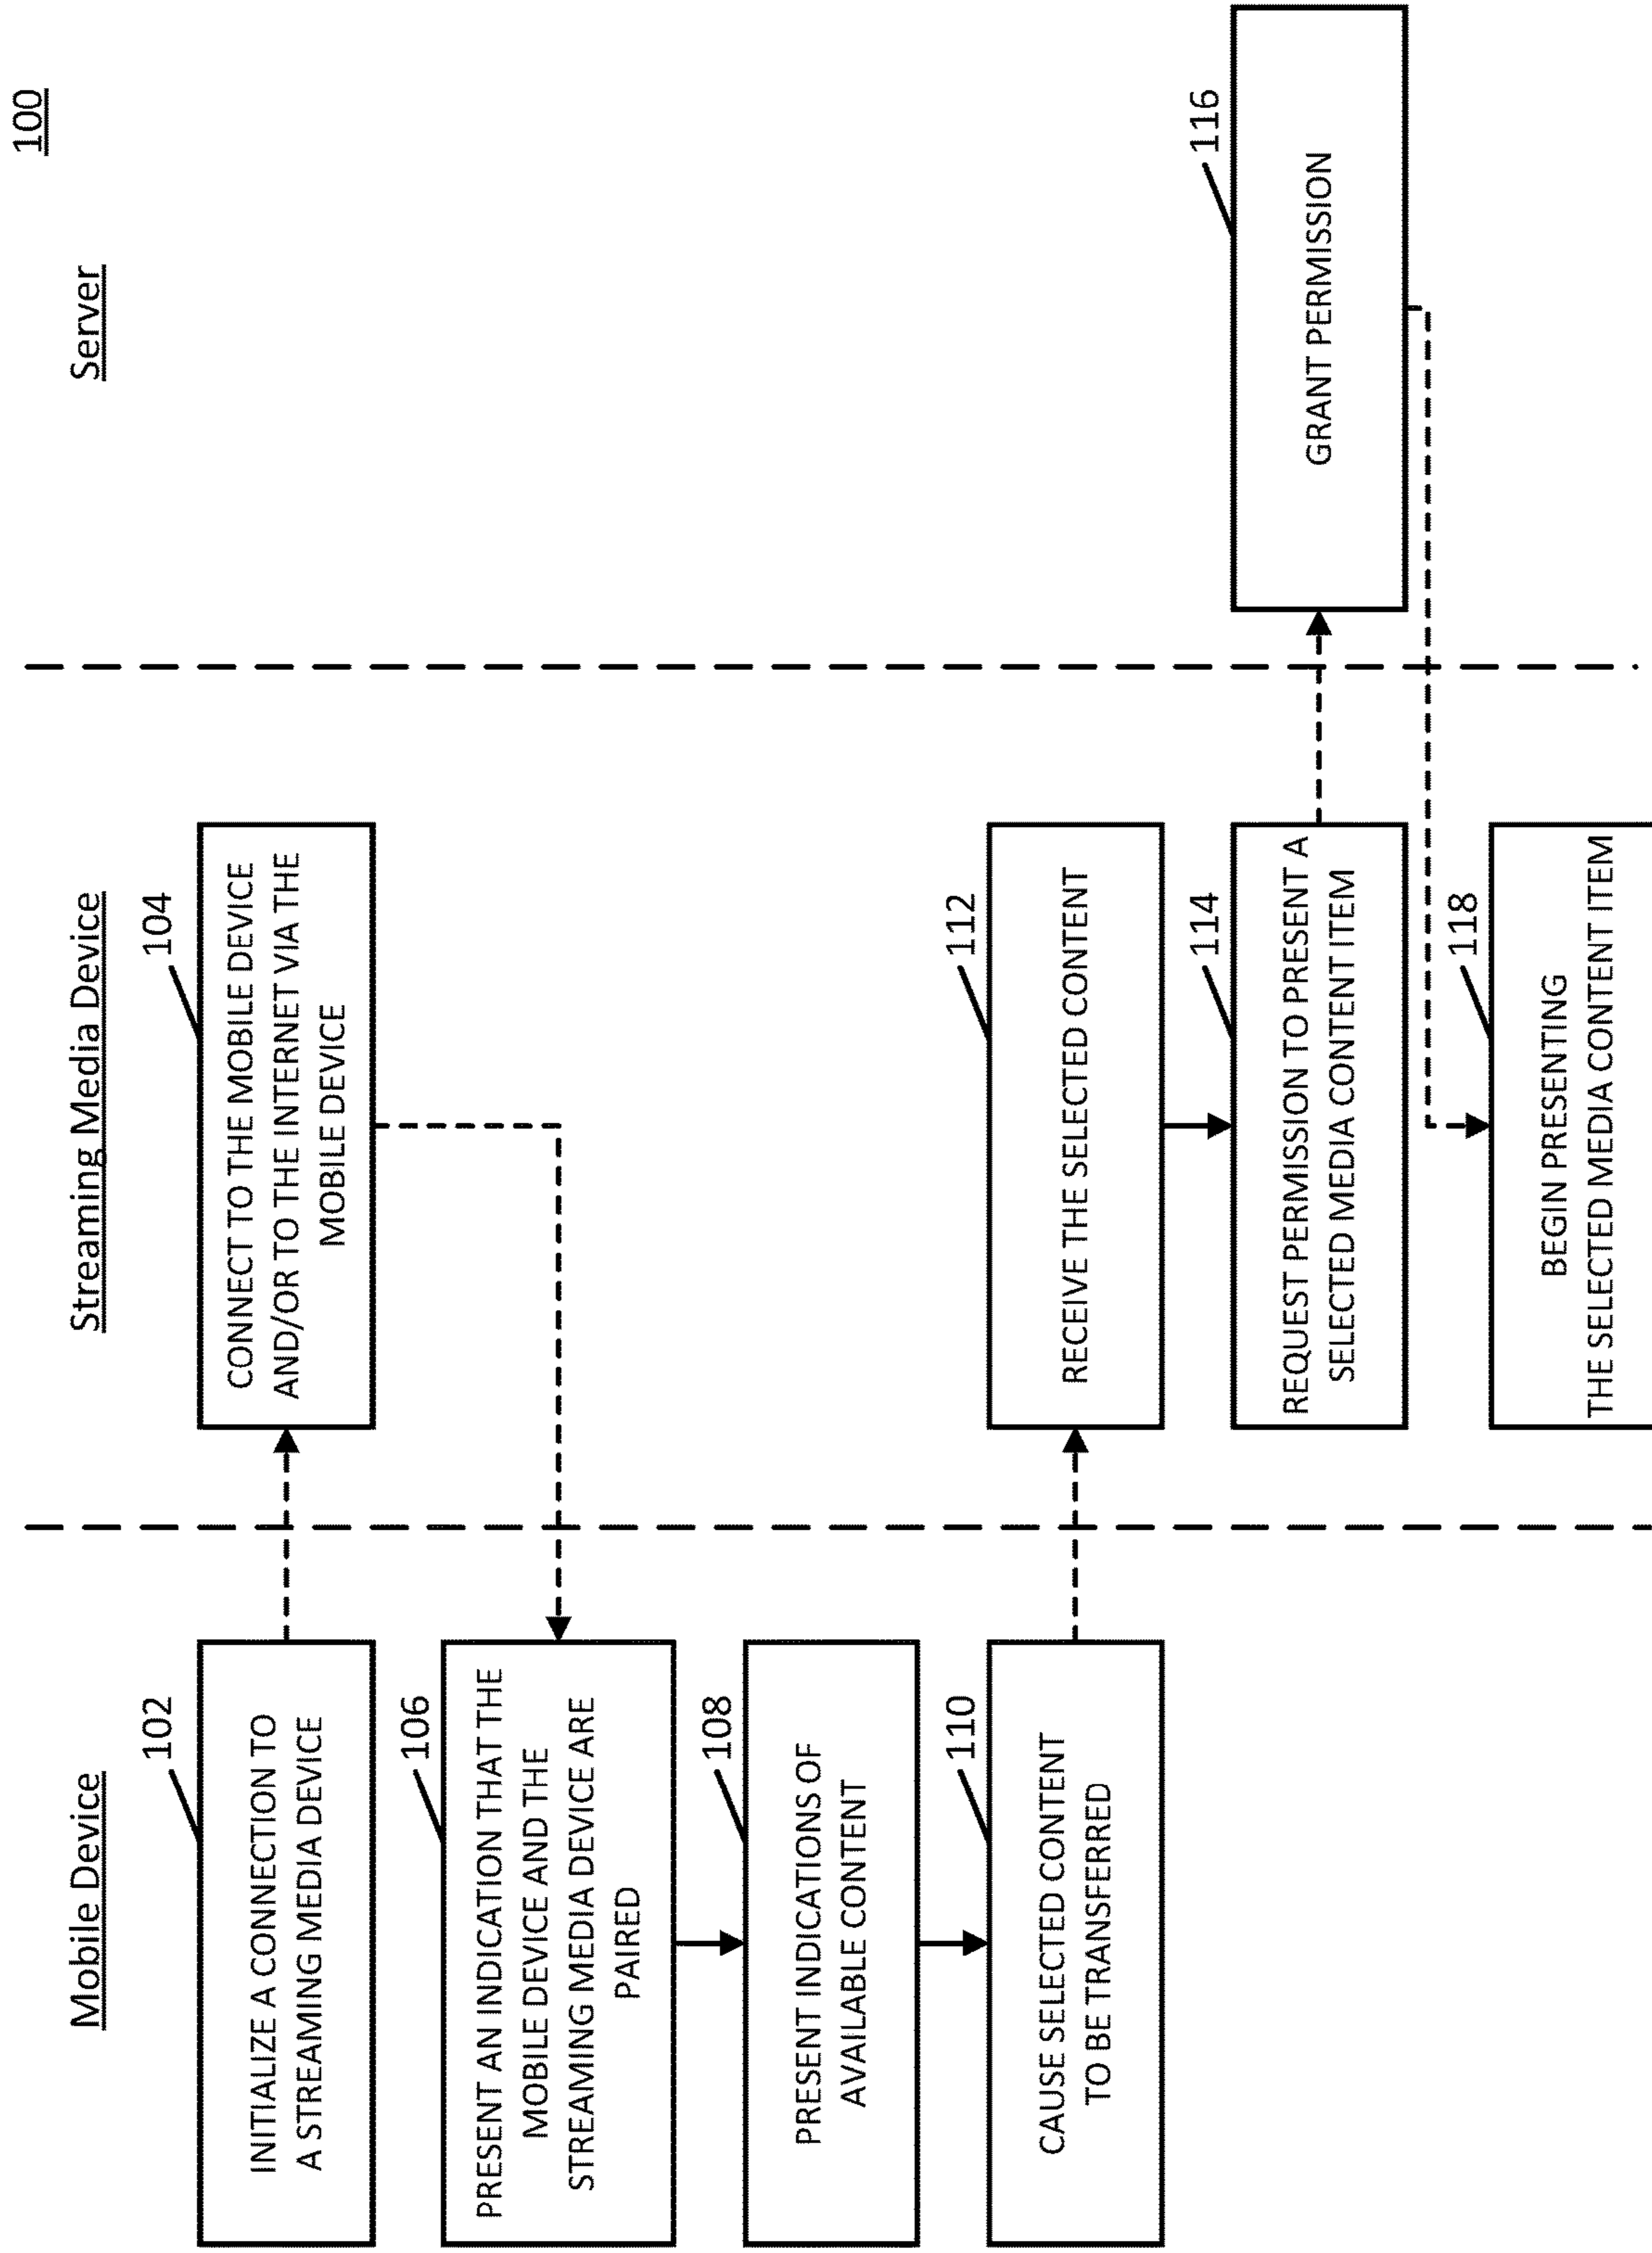 100
Mobile Device
Streaming Media Device
Server
102
INITIALIZE A CONNECTION TO
A STREAMING MEDIA DEVICE
104
CONNECT TO THE MOBILE DEVICE
AND/OR TO THE INTERNET VIA THE
MOBILE DEVICE
106
PRESENT AN INDICATION THAT THE
MOBILE DEVICE AND THE
STREAMING MEDIA DEVICE ARE
PAIRED
108
PRESENT INDICATIONS OF
AVAILABLE CONTENT
110
CAUSE SELECTED CONTENT
TO BE TRANSFERRED
112
RECEIVE THE SELECTED CONTENT
114
REQUEST PERMISSION TO PRESENT A
SELECTED MEDIA CONTENT ITEM
116
GRANT PERMISSION
118
BEGIN PRESENTING
THE SELECTED MEDIA CONTENT ITEM